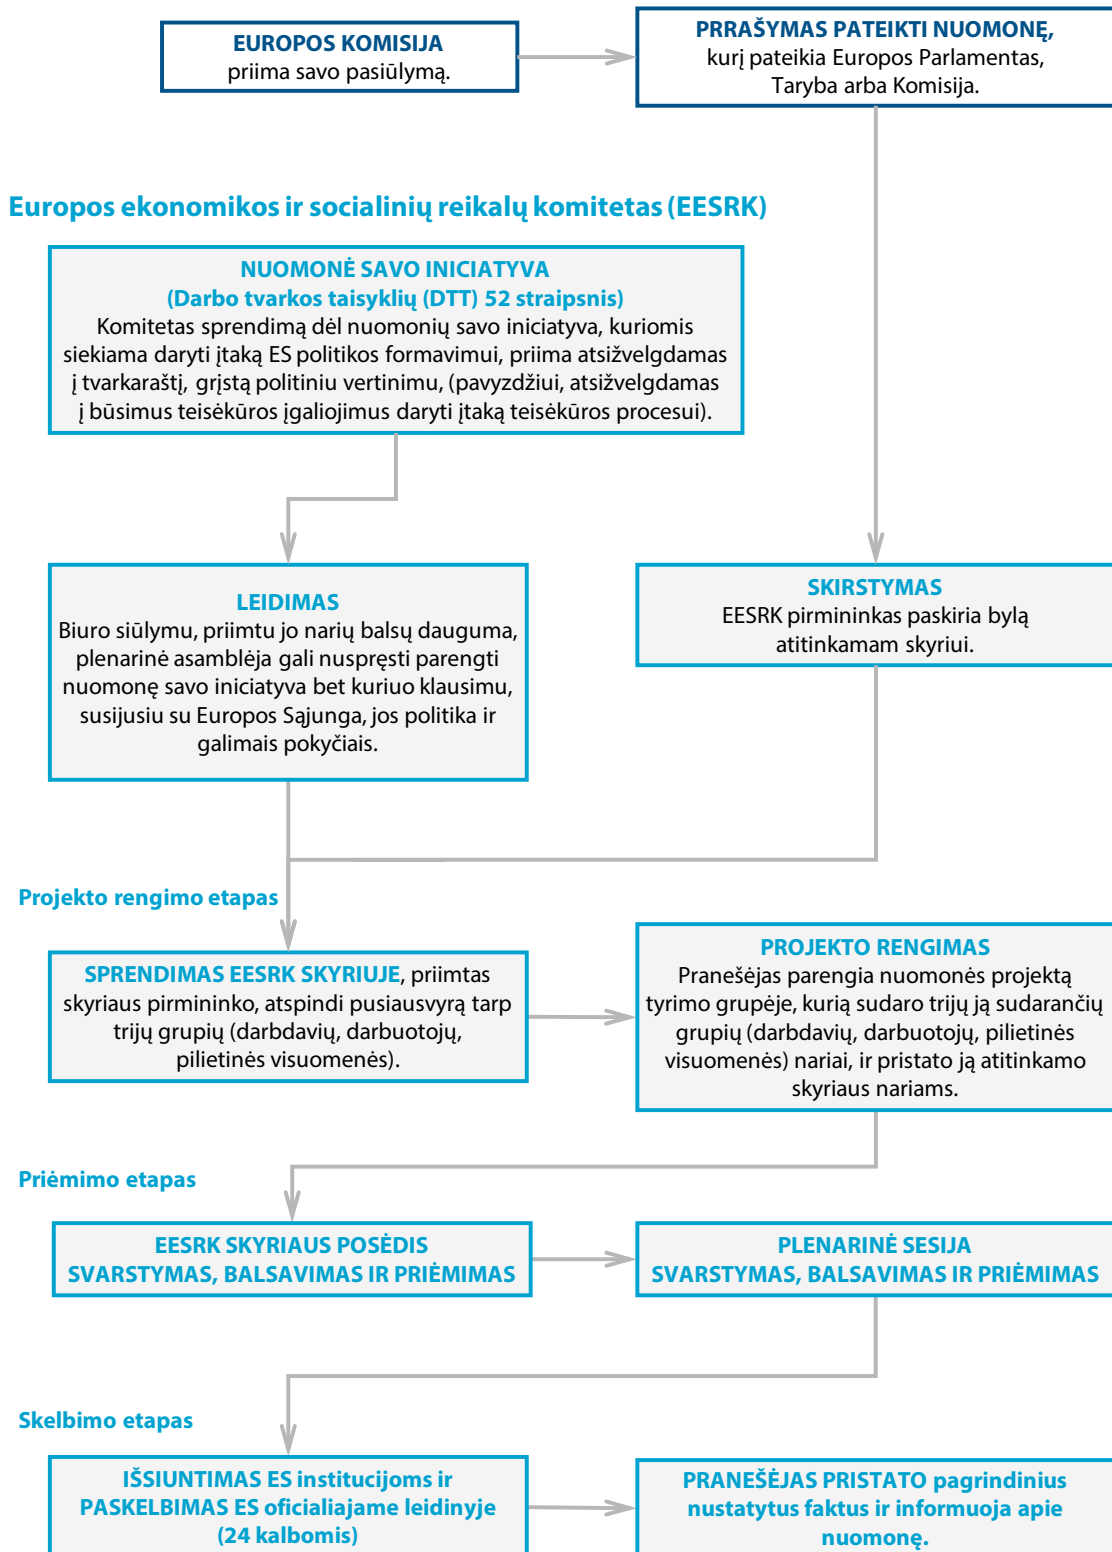 EUROPOS KOMISIJA
priima savo pasiūlymą.
PRRAŠYMAS PATEIKTI NUOMONĘ,
kurį pateikia Europos Parlamentas,
Taryba arba Komisija.
Europos ekonomikos ir socialinių reikalų komitetas (EESRK)
NUOMONĖ SAVO INICIATYVA
(Darbo tvarkos taisyklių (DTT) 52 straipsnis)
Komitetas sprendimą dėl nuomonių savo iniciatyva, kuriomis
siekiama daryti įtaką ES politikos formavimui, priima atsižvelgdamas
į tvarkaraštį, grįstą politiniu vertinimu, (pavyzdžiui, atsižvelgdamas
į būsimus teisėkūros įgaliojimus daryti įtaką teisėkūros procesui).
LEIDIMAS
Biuro siūlymu, priimtu jo narių balsų dauguma,
plenarinė asamblėja gali nuspręsti parengti
nuomonę savo iniciatyva bet kuriuo klausimu,
susijusiu su Europos Sąjunga, jos politika ir
galimais pokyčiais.
SKIRSTYMAS
EESRK pirmininkas paskiria bylą
atitinkamam skyriui.
Projekto rengimo etapas
SPRENDIMAS EESRK SKYRIUJE, priimtas
skyriaus pirmininko, atspindi pusiausvyrą tarp
trijų grupių (darbdavių, darbuotojų,
pilietinės visuomenės).
PROJEKTO RENGIMAS
Pranešėjas parengia nuomonės projektą
tyrimo grupėje, kurią sudaro trijų ją sudarančių
grupių (darbdavių, darbuotojų, pilietinės
visuomenės) nariai, ir pristato ją atitinkamo
skyriaus nariams.
Priėmimo etapas
EESRK SKYRIAUS POSĖDIS
SVARSTYMAS, BALSAVIMAS IR PRIĖMIMAS
PLENARINĖ SESIJA
SVARSTYMAS, BALSAVIMAS IR PRIĖMIMAS
Skelbimo etapas
IŠSIUNTIMAS ES institucijoms ir
PASKELBIMAS ES oficialiajame leidinyje
(24 kalbomis)
PRANEŠĖJAS PRISTATO pagrindinius
nustatytus faktus ir informuoja apie
nuomonę.